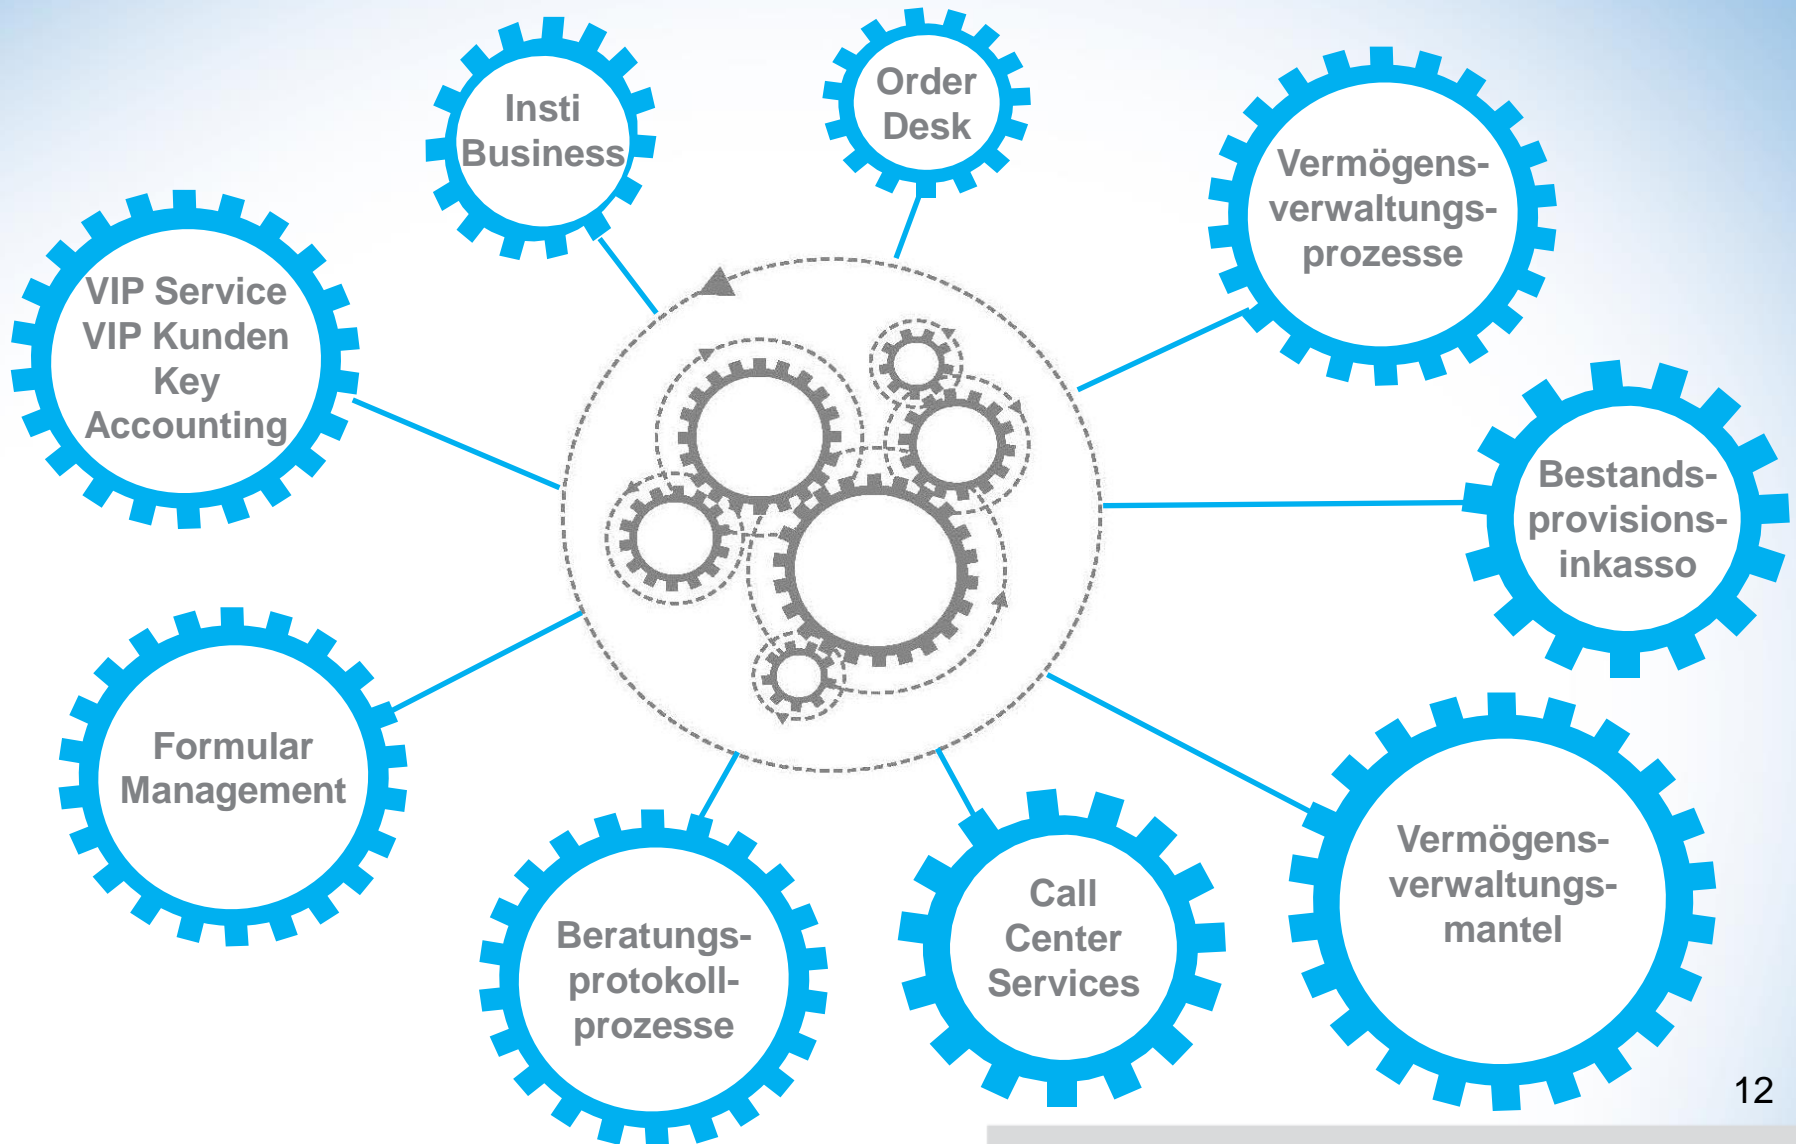 Insti
Business
Order
Desk
Vermögens-
verwaltungs-
prozesse
VIP Service
VIP Kunden
Key
Accounting
Bestands-
provisions-
inkasso
Formular
Management
Beratungs-
protokoll-
prozesse
Call
Center
Services
Vermögens-
verwaltungs-
mantel
12